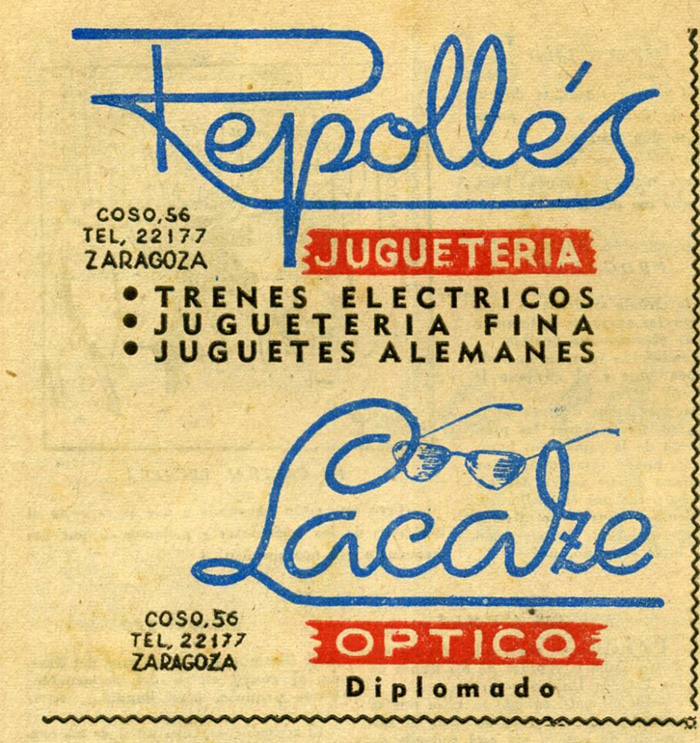 Repollés
COSO, 56
TEL, 22177
ZARAGOZA
JUGUETERIA
• TRENES ELECTRICOS
• JUGUETERIA FINA
• JUGUETES ALEMANES
Lacaze
COSO, 56
TEL, 22177
ZARAGOZA
OPTICO
Diplomado